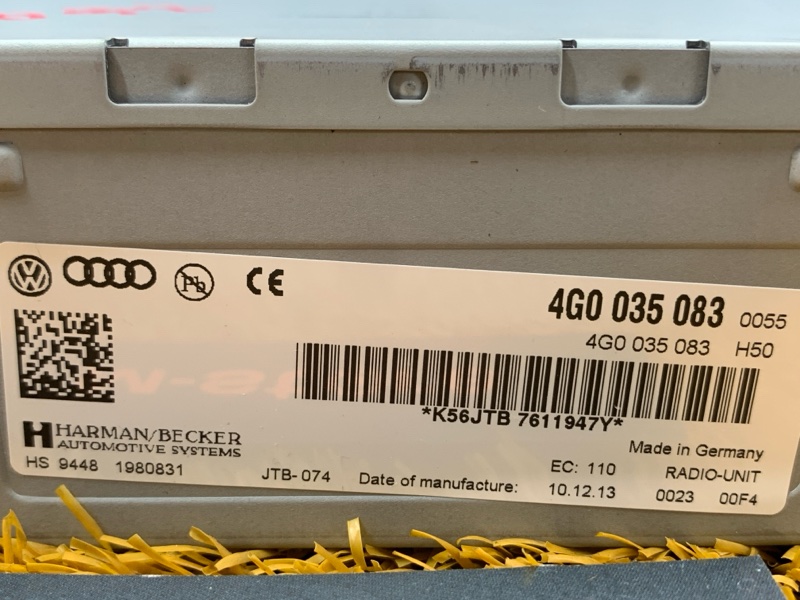 Pb CE
4G0 035 083 0055
4G0 035 083 H50
*K56JTB 7611947Y*
HARMAN/BECKER
AUTOMOTIVE SYSTEMS
Made in Germany
HS 9448 1980831 JTB-074 EC: 110 RADIO-UNIT
Date of manufacture: 10.12.13 0023 00F4